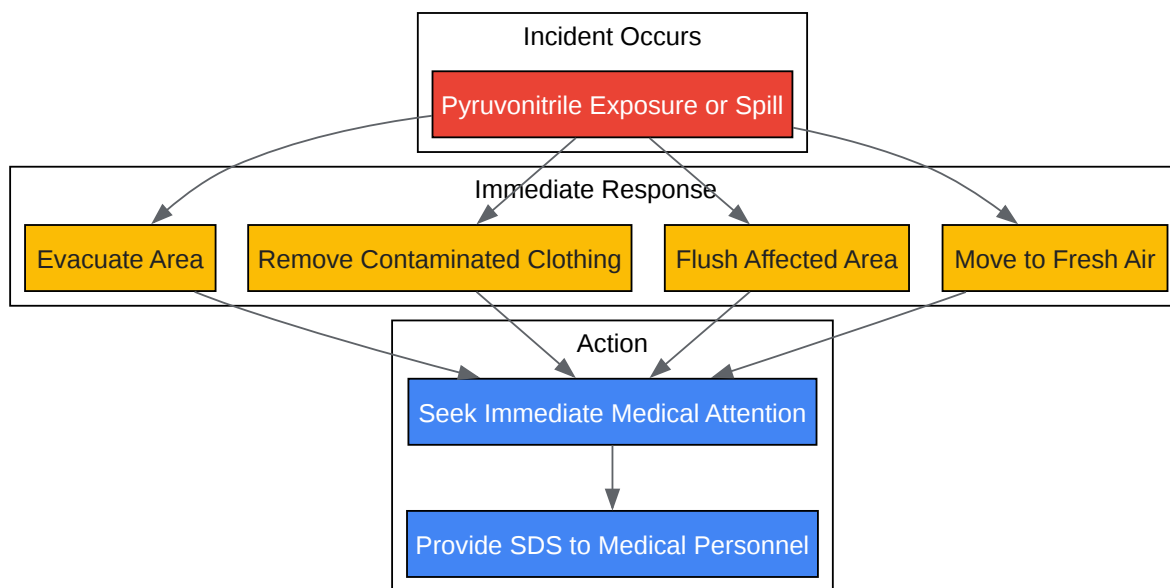 Incident Occurs
Pyruvonitrile Exposure or Spill
Immediate Response
Evacuate Area
Remove Contaminated Clothing
Flush Affected Area
Move to Fresh Air
Action
Seek Immediate Medical Attention
Provide SDS to Medical Personnel